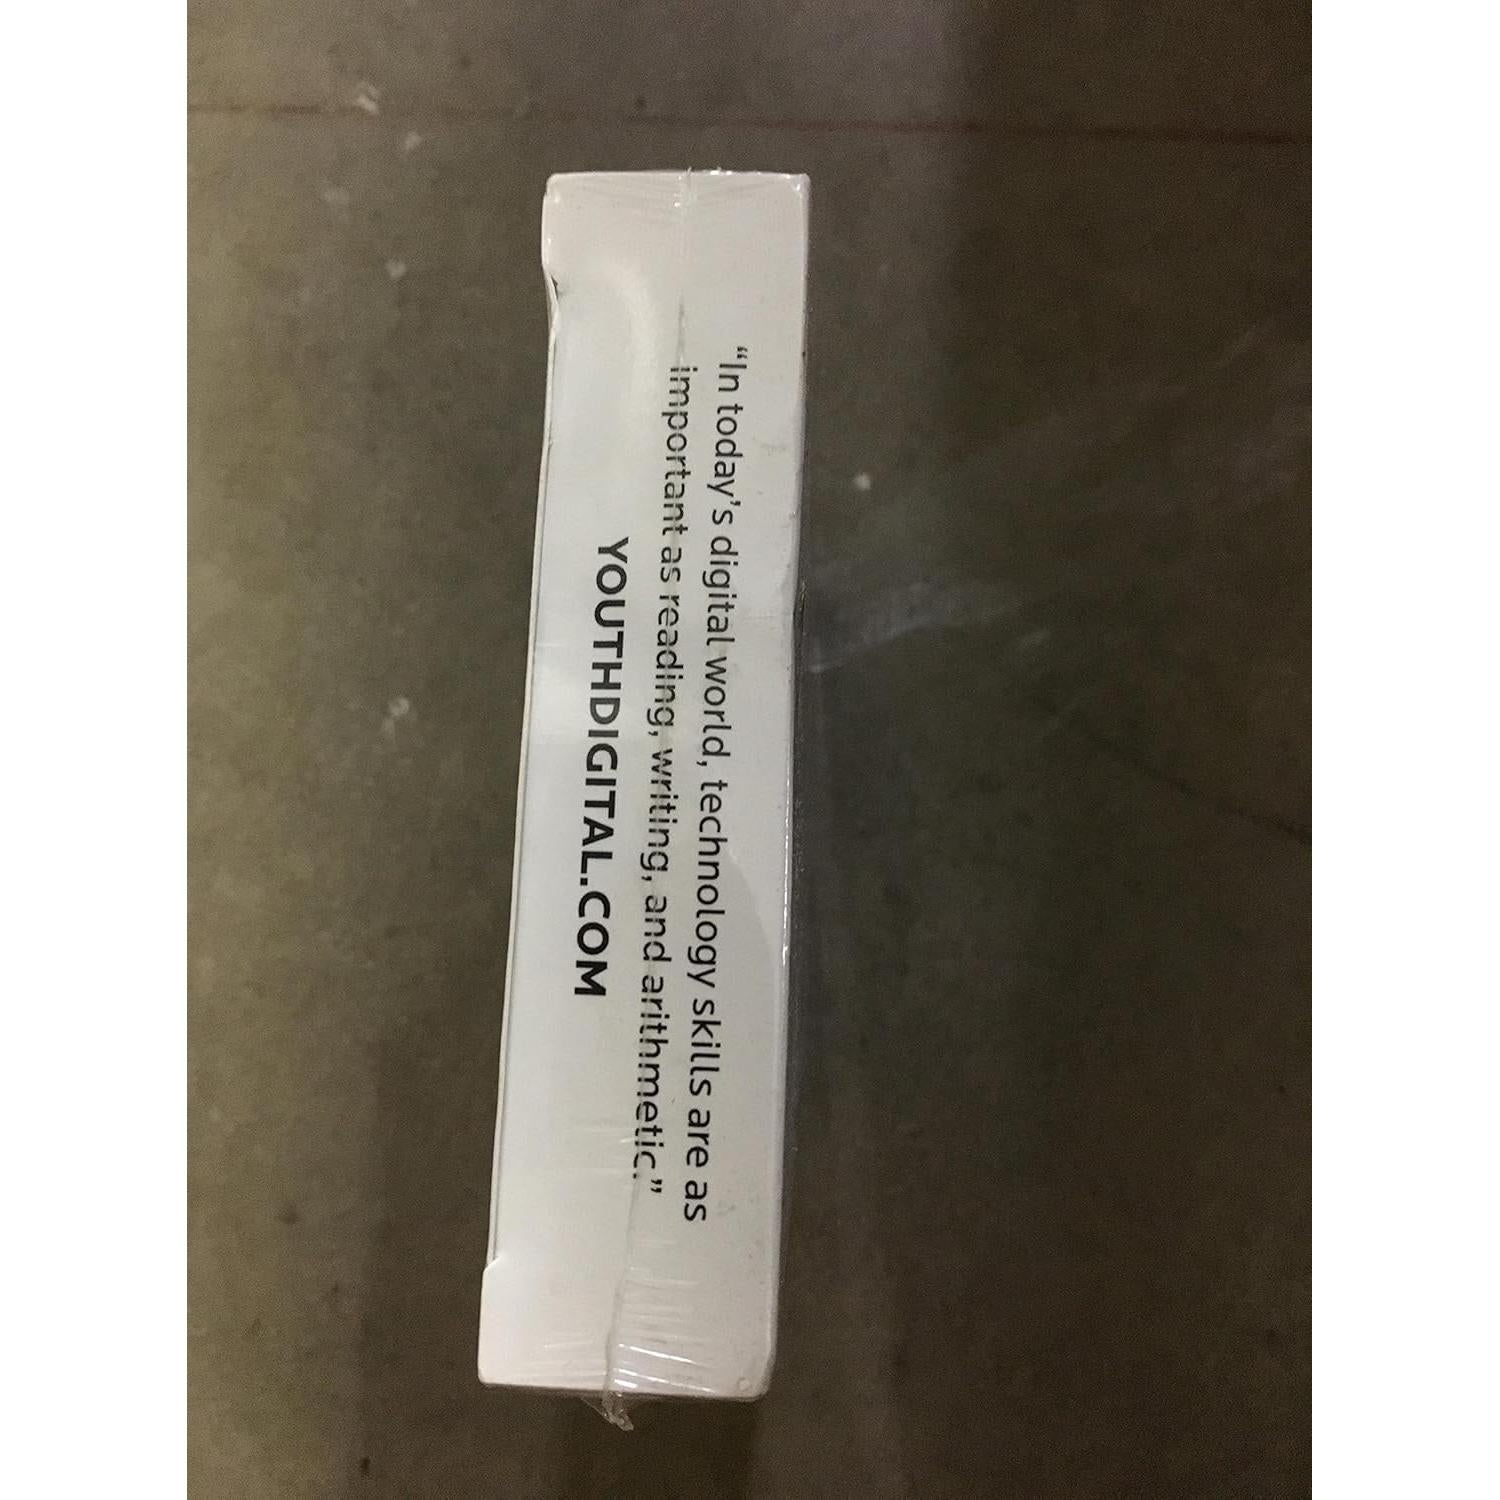 “In today’s digital world, technology skills are as
important as reading, writing, and arithmetic.”
YOUTHDIGITAL.COM